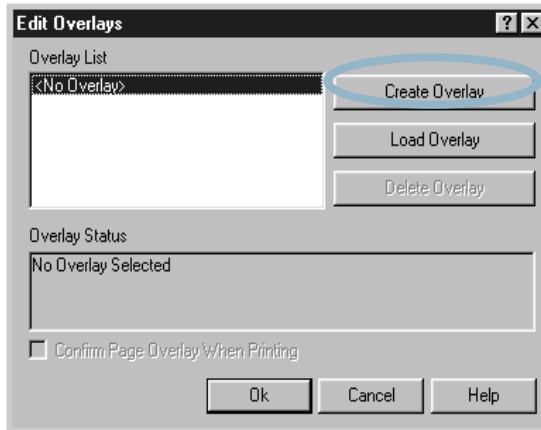 Edit Overlays
Overlay List
<No Overlay>
Create Overlay
Load Overlay
Delete Overlay
Overlay Status
No Overlay Selected
Confirm Page Overlay When Printing
Ok Cancel Help